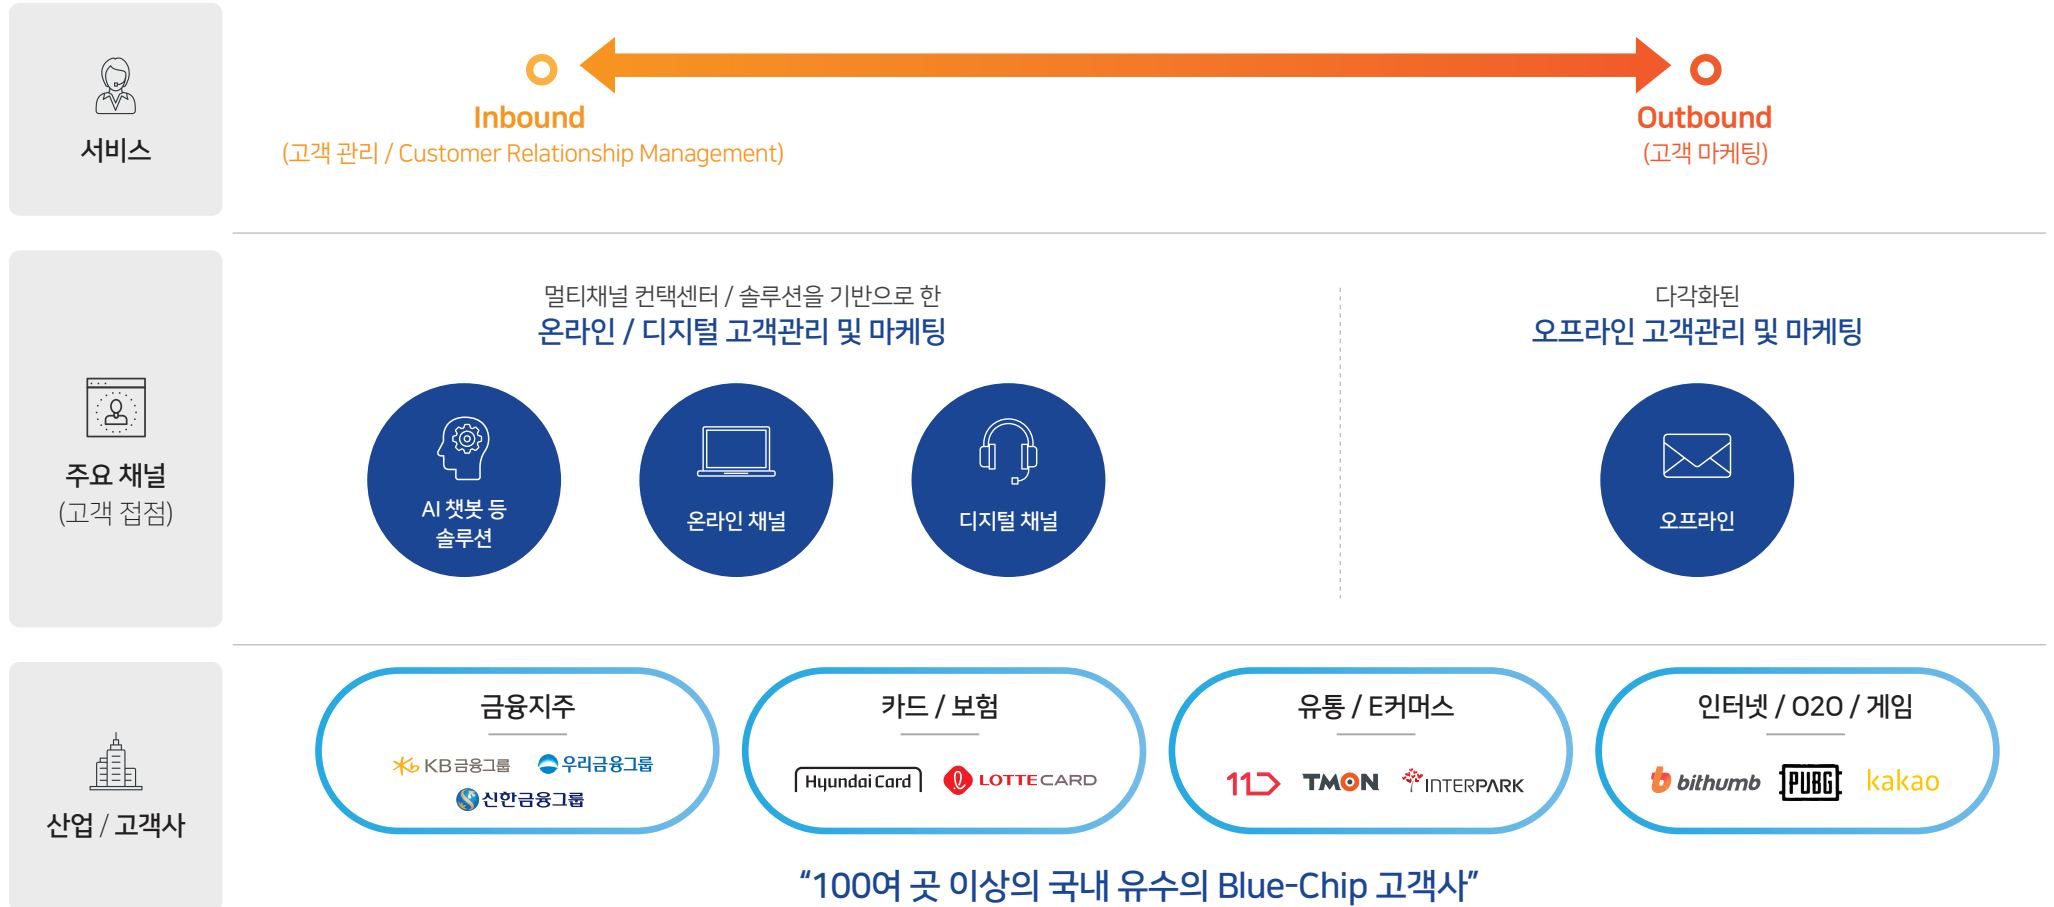 서비스
Inbound
(고객 관리 / Customer Relationship Management)
Outbound
(고객 마케팅)
주요 채널
(고객 접점)
멀티채널 컨택센터 / 솔루션을 기반으로 한
온라인 / 디지털 고객관리 및 마케팅
AI 챗봇 등
솔루션
온라인 채널
디지털 채널
다각화된
오프라인 고객관리 및 마케팅
오프라인
산업 / 고객사
금융지주
KB금융그룹
우리금융그룹
신한금융그룹
카드 / 보험
Hyundai Card
LOTTE CARD
유통 / E커머스
11
TMON
INTERPARK
인터넷 / O2O / 게임
bithumb
PUBG
kakao
“100여 곳 이상의 국내 유수의 Blue-Chip 고객사”